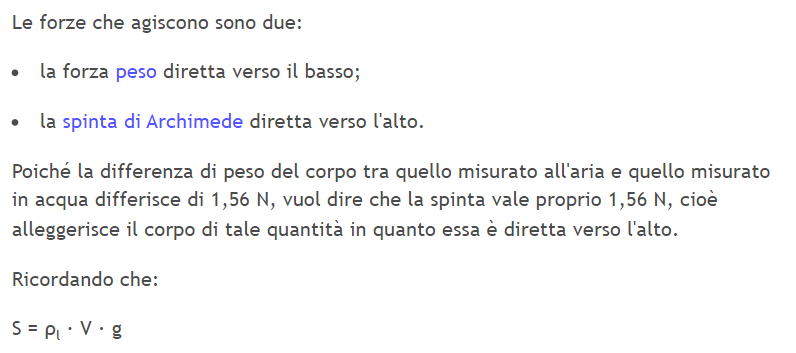 Le forze che agiscono sono due:
• la forza peso diretta verso il basso;
• la spinta di Archimede diretta verso l'alto.
Poiché la differenza di peso del corpo tra quello misurato all'aria e quello misurato
in acqua differisce di 1,56 N, vuol dire che la spinta vale proprio 1,56 N, cioè
alleggerisce il corpo di tale quantità in quanto essa è diretta verso l'alto.
Ricordando che:
S = ρₗ · V · g